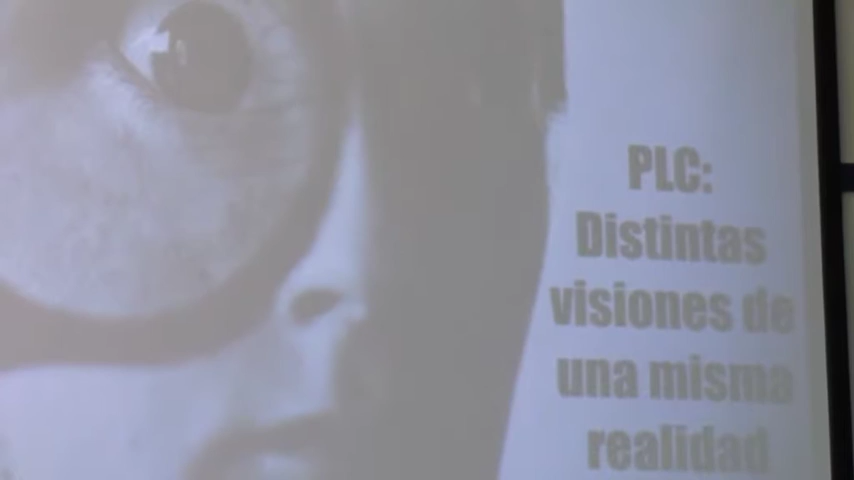 PLC:
Distintas
visiones de
una misma
realidad